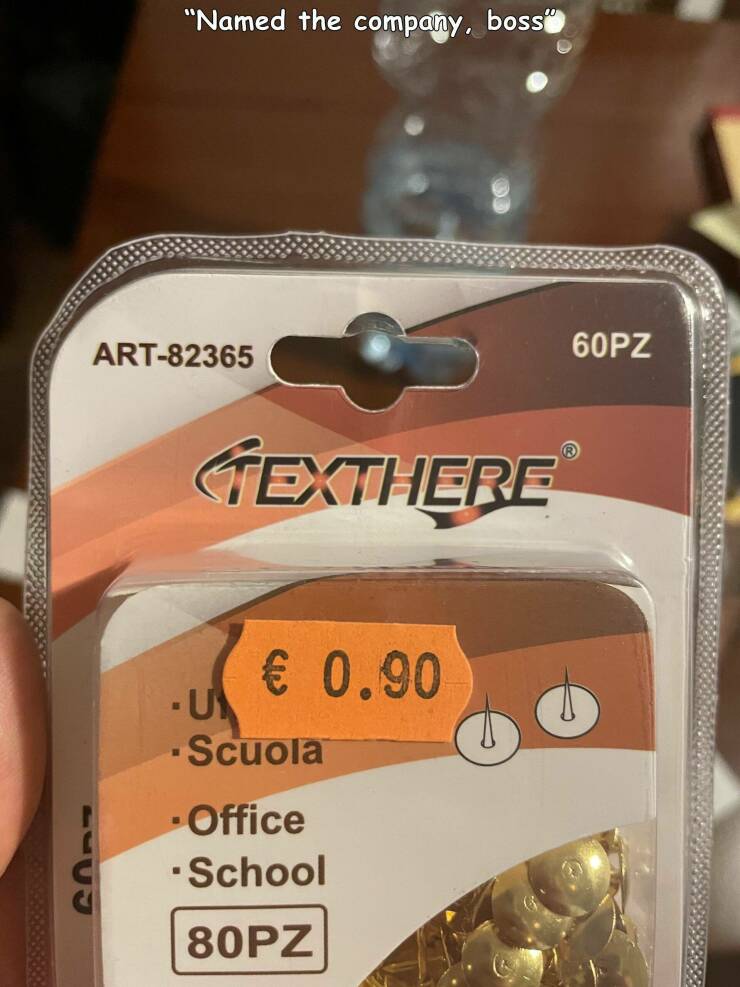 “Named the company, boss”
ART-82365
60PZ
TEXTHERE®
€ 0.90
·Scuola
·Office
·School
80PZ